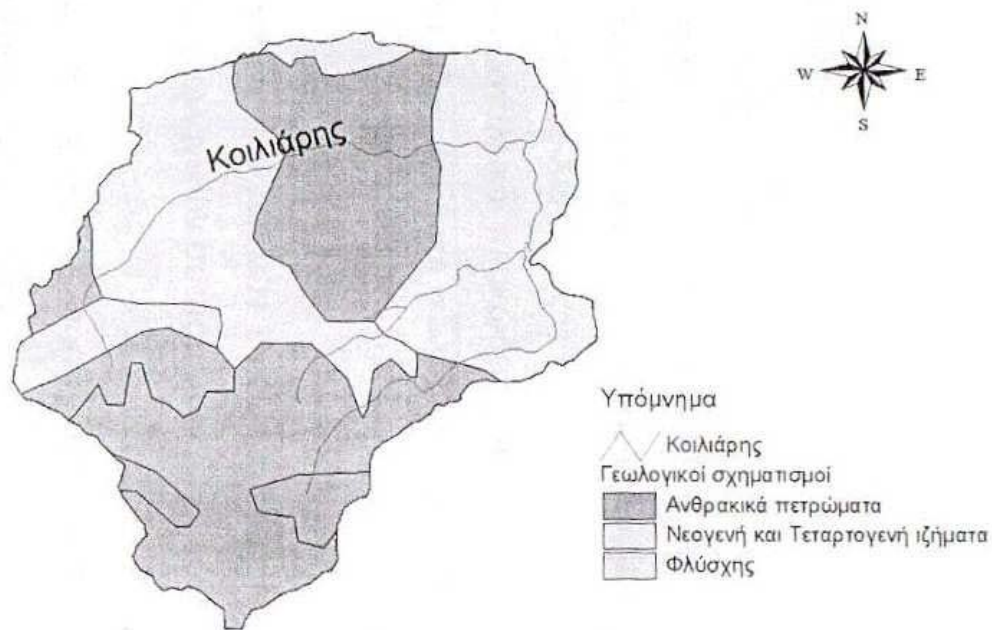 N
W E
S
Κοιλιάρης
Υπόμνημα
Κοιλιάρης
Γεωλογικοί σχηματισμοί
Ανθρακικά πετρώματα
Νεογενή και Τεταρτογενή ιζήματα
Φλύσχης